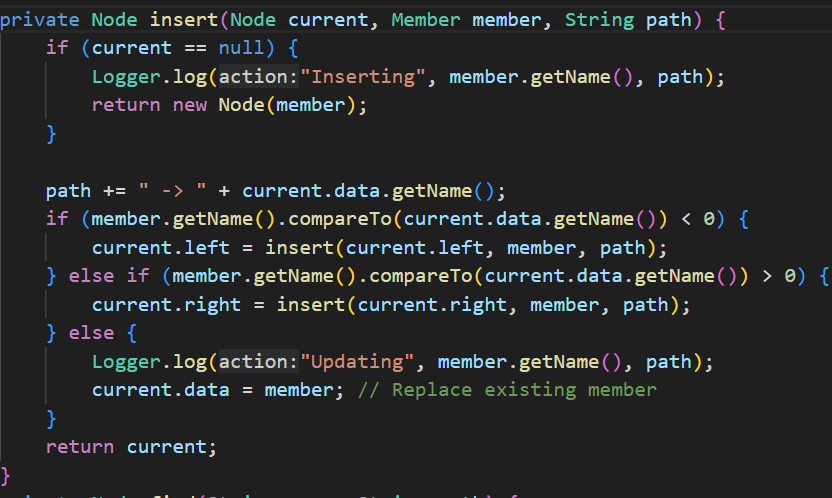 private Node insert(Node current, Member member, String path) {
    if (current == null) {
        Logger.log(action:"Inserting", member.getName(), path);
        return new Node(member);
    }

    path += " -> " + current.data.getName();
    if (member.getName().compareTo(current.data.getName()) < 0) {
        current.left = insert(current.left, member, path);
    } else if (member.getName().compareTo(current.data.getName()) > 0) {
        current.right = insert(current.right, member, path);
    } else {
        Logger.log(action:"Updating", member.getName(), path);
        current.data = member; // Replace existing member
    }
    return current;
}